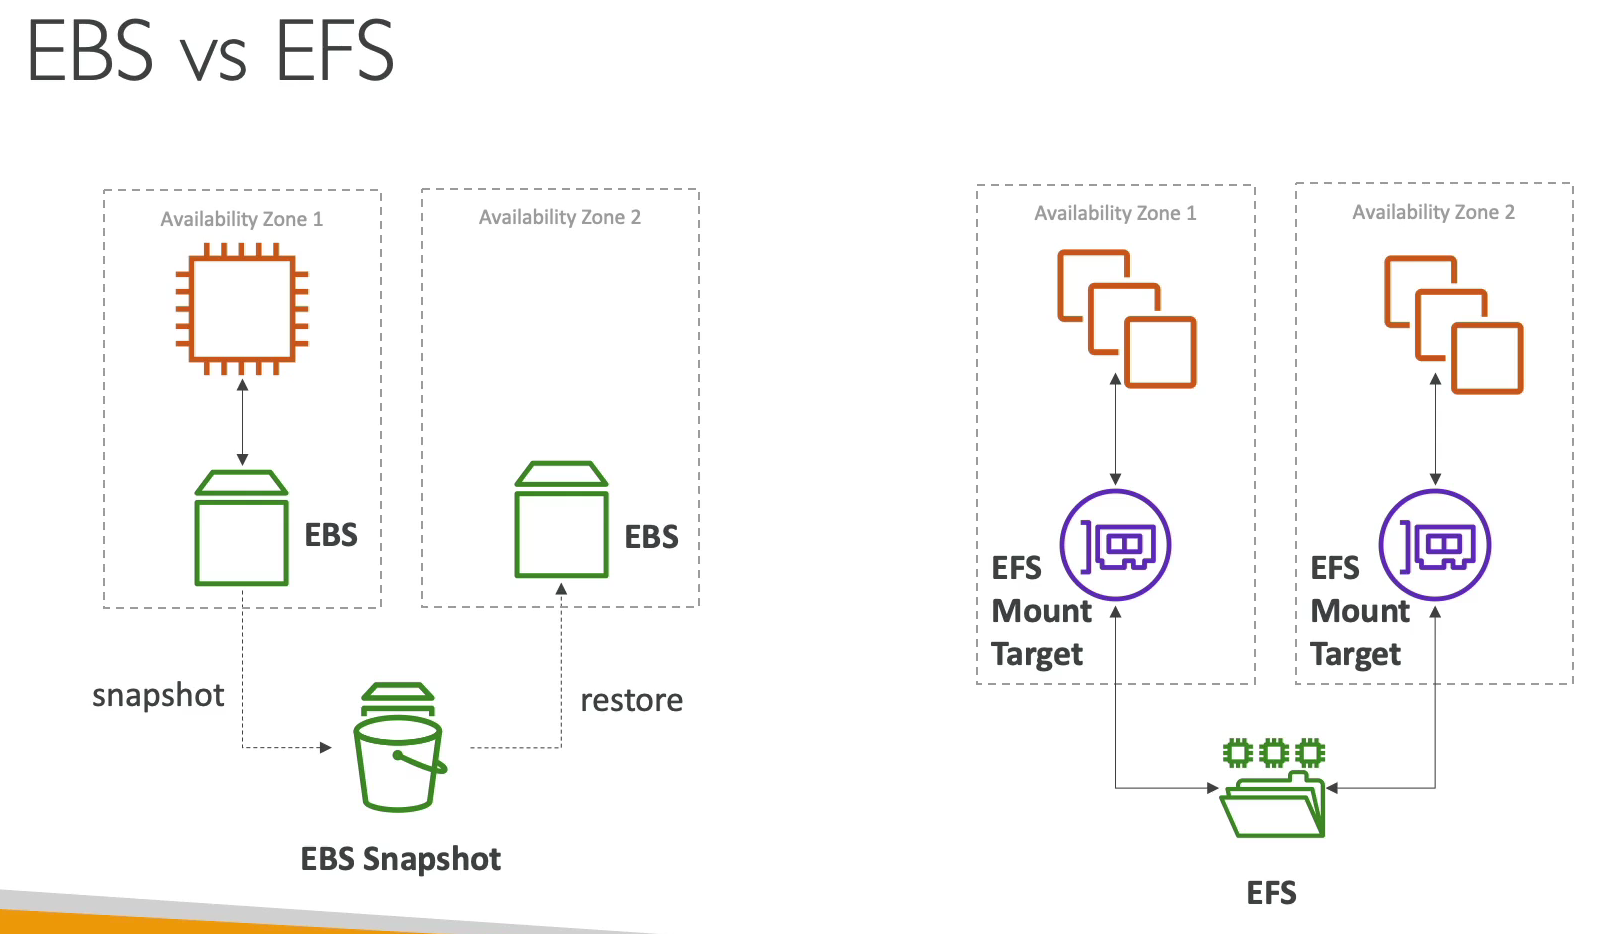 EBS vs EFS
Availability Zone 1
Availability Zone 2
EBS
EBS
snapshot
restore
EBS Snapshot
Availability Zone 1
Availability Zone 2
EFS
Mount
Target
EFS
Mount
Target
EFS